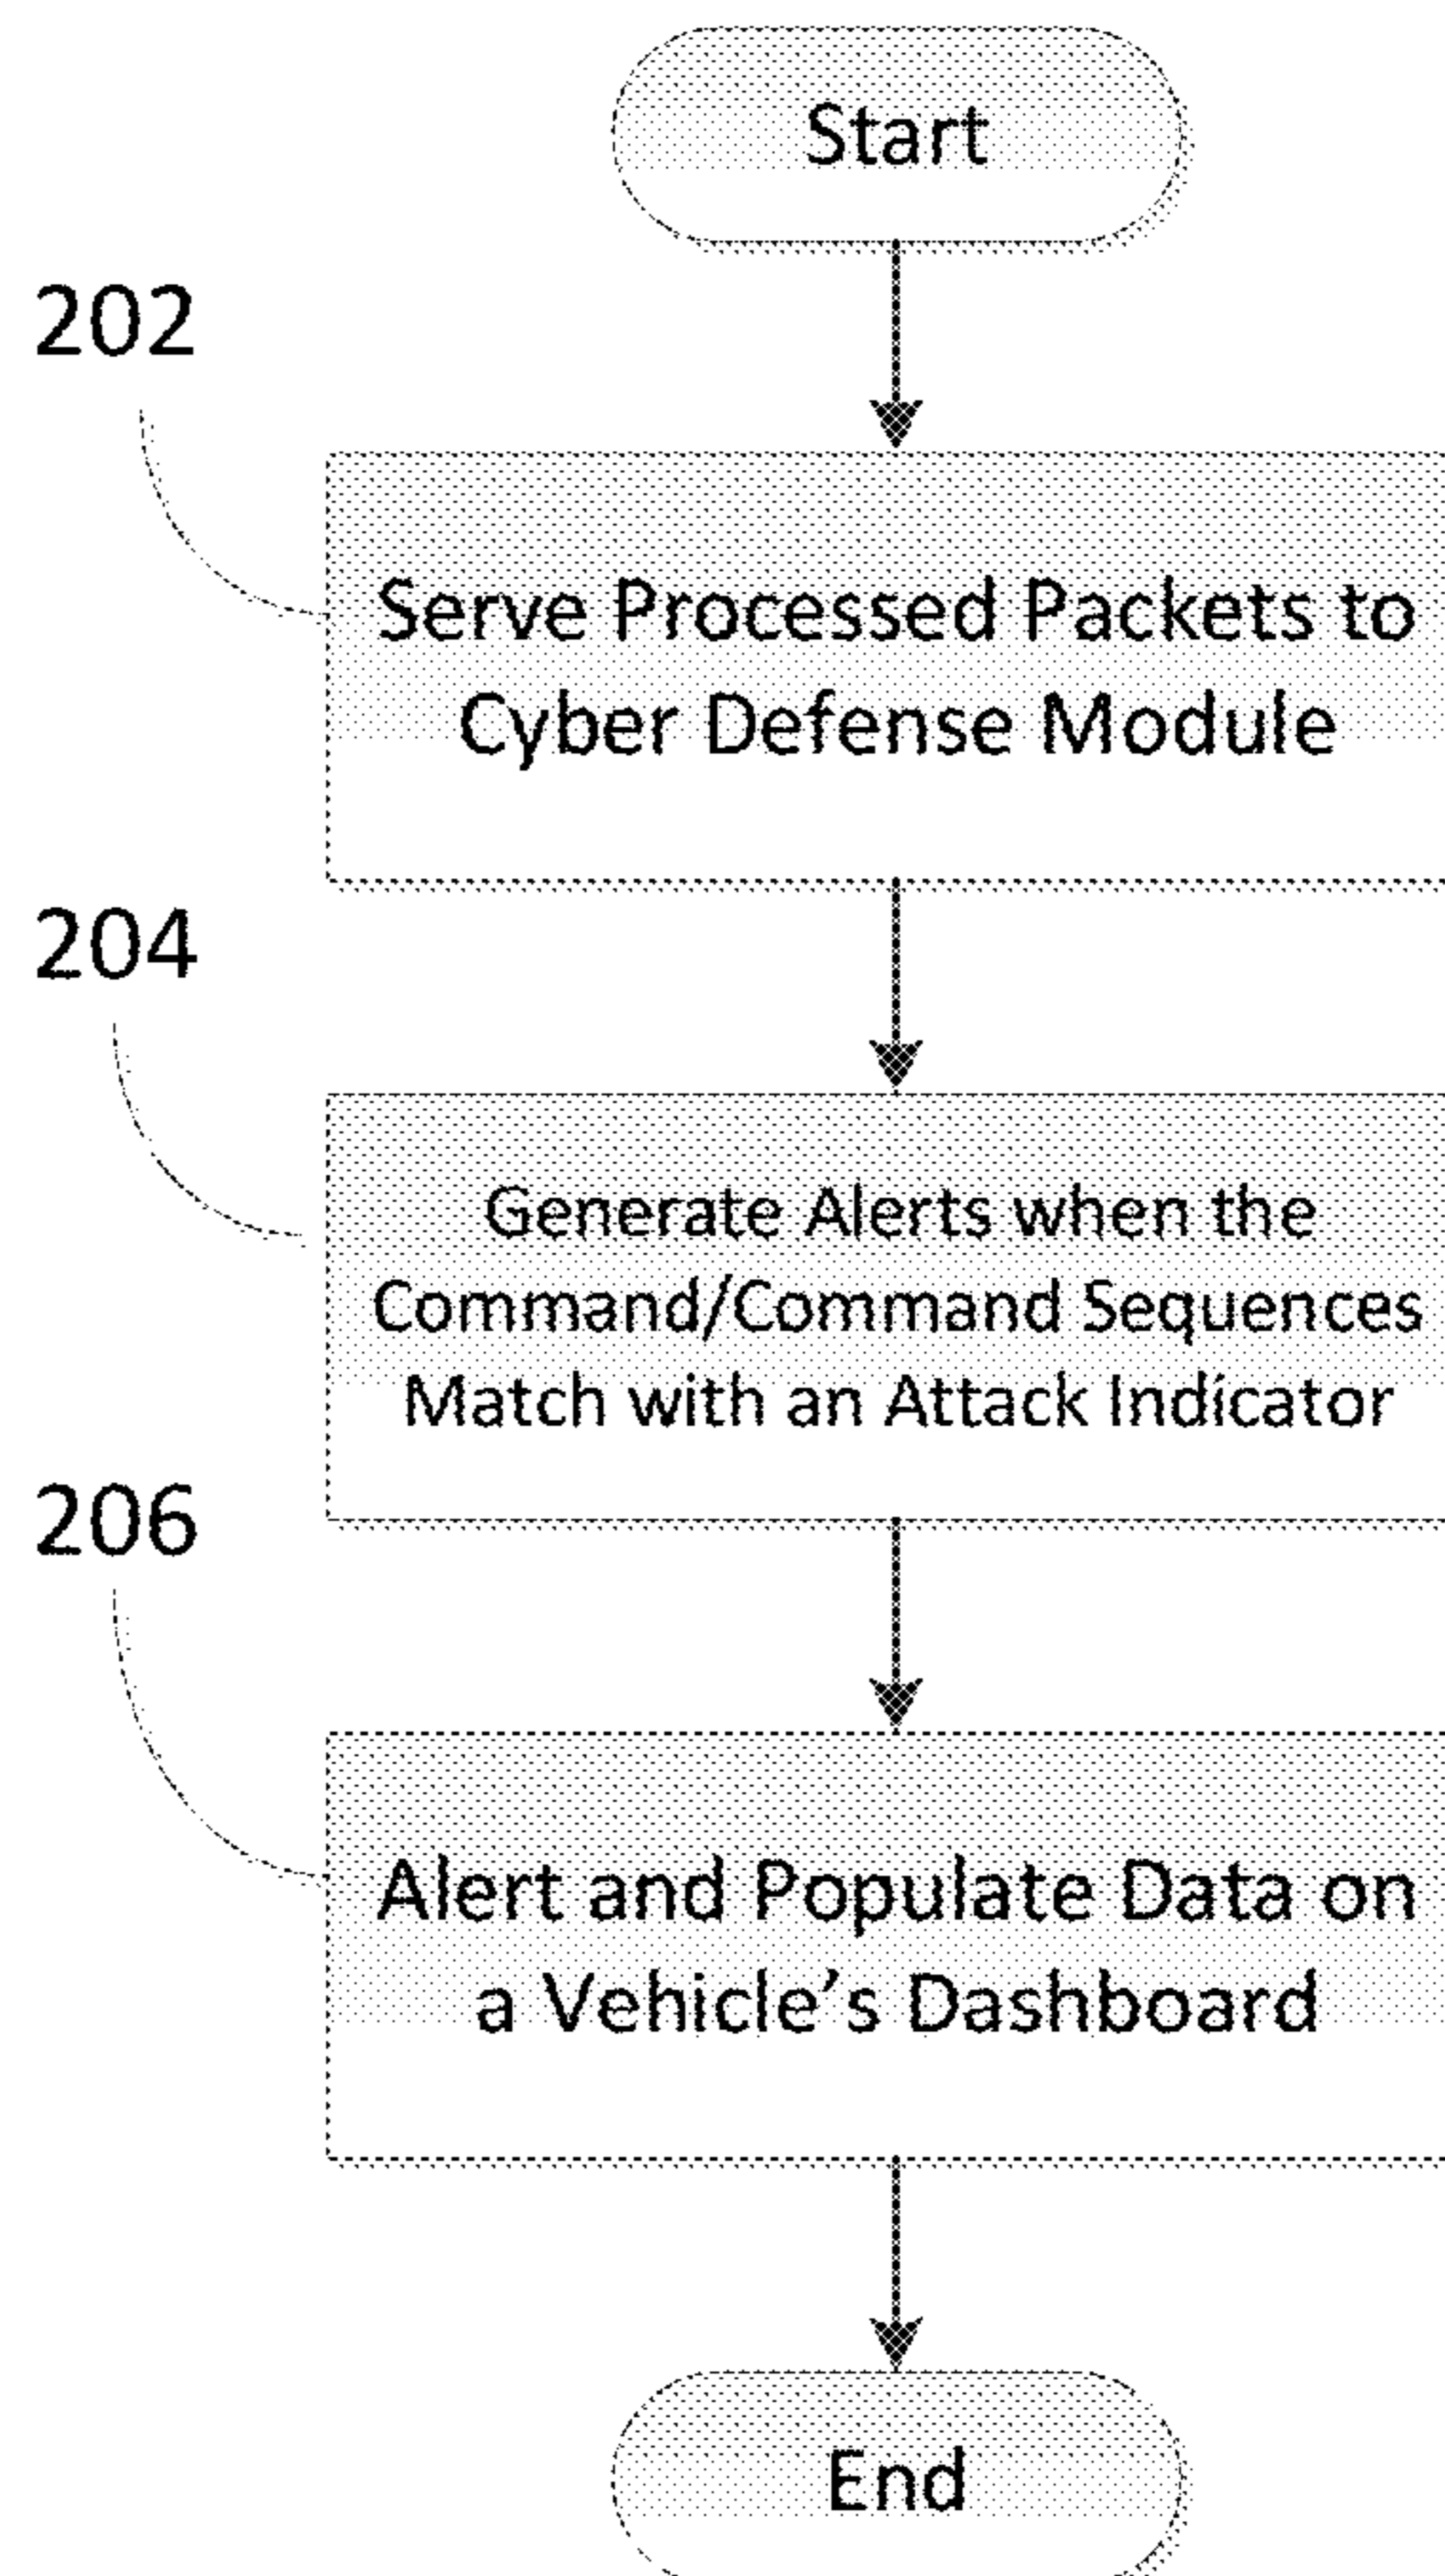 Start
202
Serve Processed Packets to
Cyber Defense Module
204
Generate Alerts when the
Command/Command Sequences
Match with an Attack Indicator
206
Alert and Populate Data on
a Vehicle’s Dashboard
End